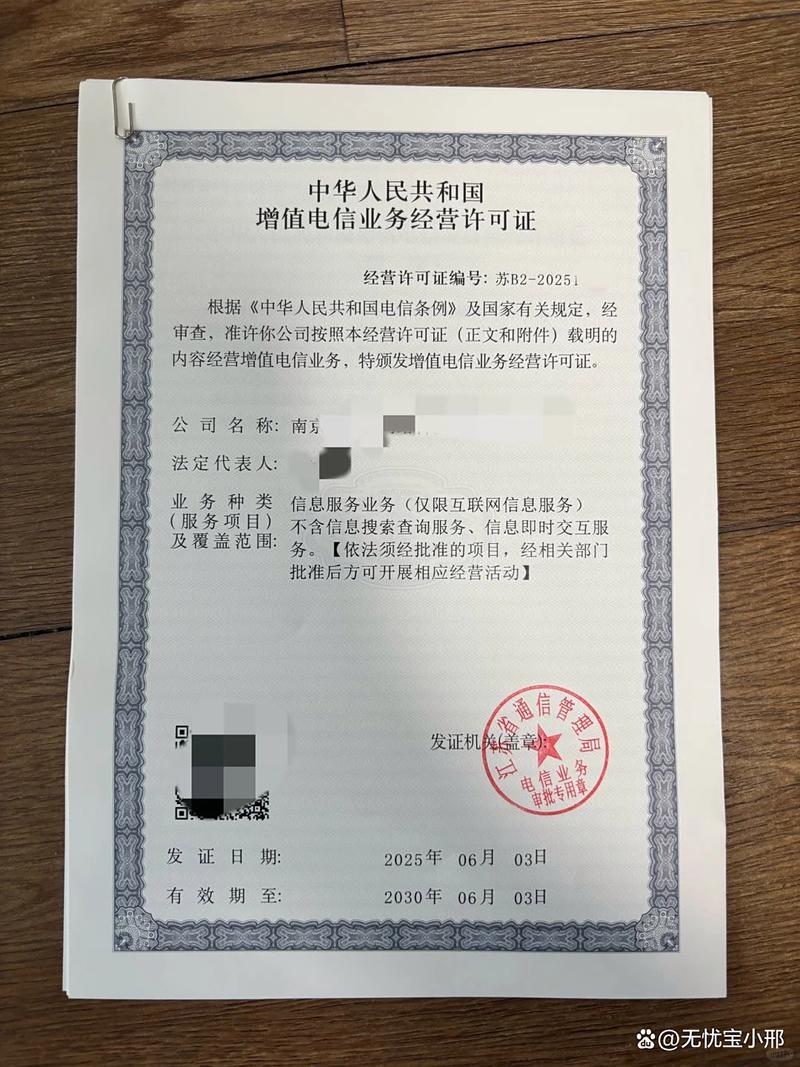 中华人民共和国
增值电信业务经营许可证
经营许可证编号: 苏B2-2025
根据《中华人民共和国电信条例》及国家有关规定，经
审查，准许你公司按照本经营许可证（正文和附件）载明的
内容经营增值电信业务，特颁发增值电信业务经营许可证。
公司名称: 南京
法定代表人:
业务种类 信息服务业务（仅限互联网信息服务）
(服务项目) 不含信息搜索查询服务、信息即时交互服
及覆盖范围: 务。【依法须经批准的项目，经相关部门
批准后方可开展相应经营活动】
发证机关(盖章):
江苏省通信管理局
电信业务
审批专用章
发证日期: 2025年 06月 03日
有效期至: 2030年 06月 03日
du @无忧宝小邢